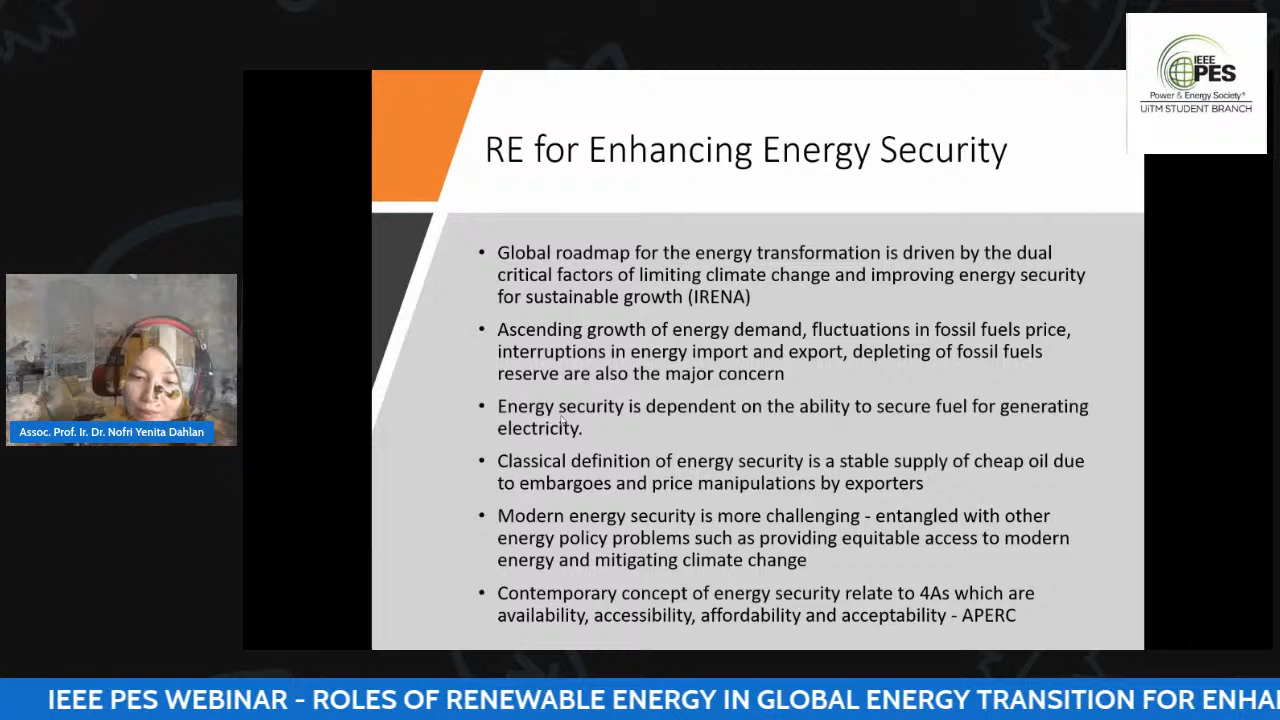 IEEE
PES
Power & Energy Society®
UiTM STUDENT BRANCH
RE for Enhancing Energy Security
• Global roadmap for the energy transformation is driven by the dual
critical factors of limiting climate change and improving energy security
for sustainable growth (IRENA)
• Ascending growth of energy demand, fluctuations in fossil fuels price,
interruptions in energy import and export, depleting of fossil fuels
reserve are also the major concern
• Energy security is dependent on the ability to secure fuel for generating
electricity.
• Classical definition of energy security is a stable supply of cheap oil due
to embargoes and price manipulations by exporters
• Modern energy security is more challenging - entangled with other
energy policy problems such as providing equitable access to modern
energy and mitigating climate change
• Contemporary concept of energy security relate to 4As which are
availability, accessibility, affordability and acceptability - APERC
Assoc. Prof. Ir. Dr. Nofri Yenita Dahlan
IEEE PES WEBINAR - ROLES OF RENEWABLE ENERGY IN GLOBAL ENERGY TRANSITION FOR ENHA